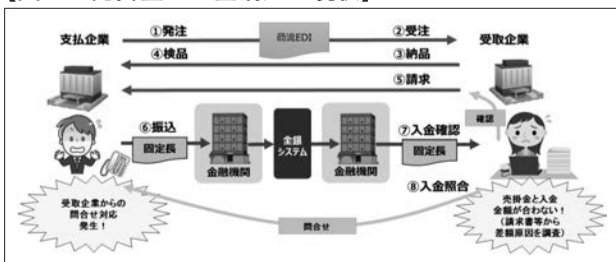 支払企業
①発注
商流EDI
②受注
受取企業
④検品
③納品
⑤請求
確認
⑥振込
固定長
金融機関
全銀
システム
金融機関
⑦入金確認
固定長
⑧入金照合
受取企業からの
問合せ対応
発生！
問合せ
売掛金と入金
金額が合わない！
（請求書等から
差額原因を調査）